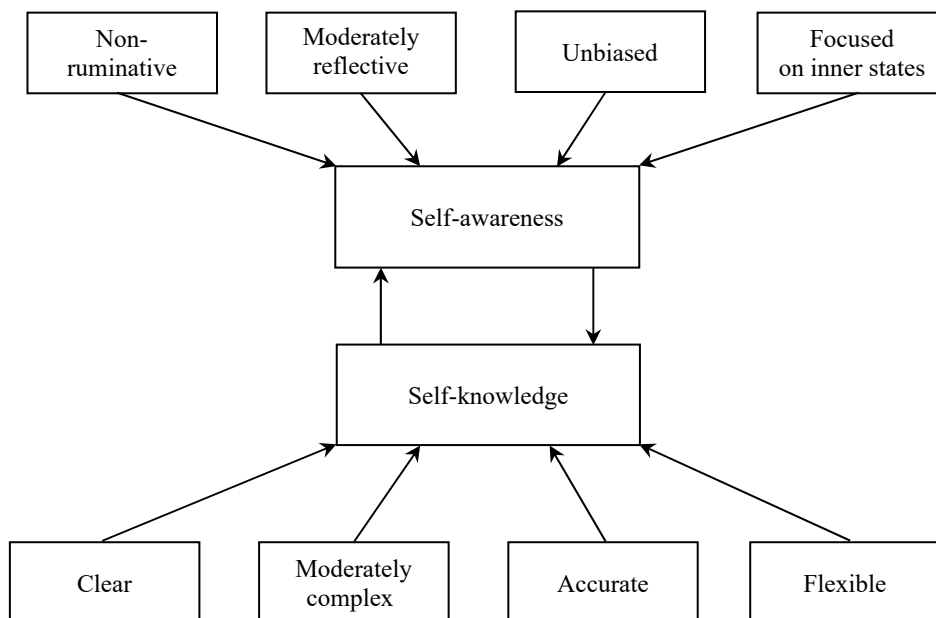 Non-
ruminative
Moderately
reflective
Unbiased
Focused
on inner states
Self-awareness
Self-knowledge
Clear
Moderately
complex
Accurate
Flexible